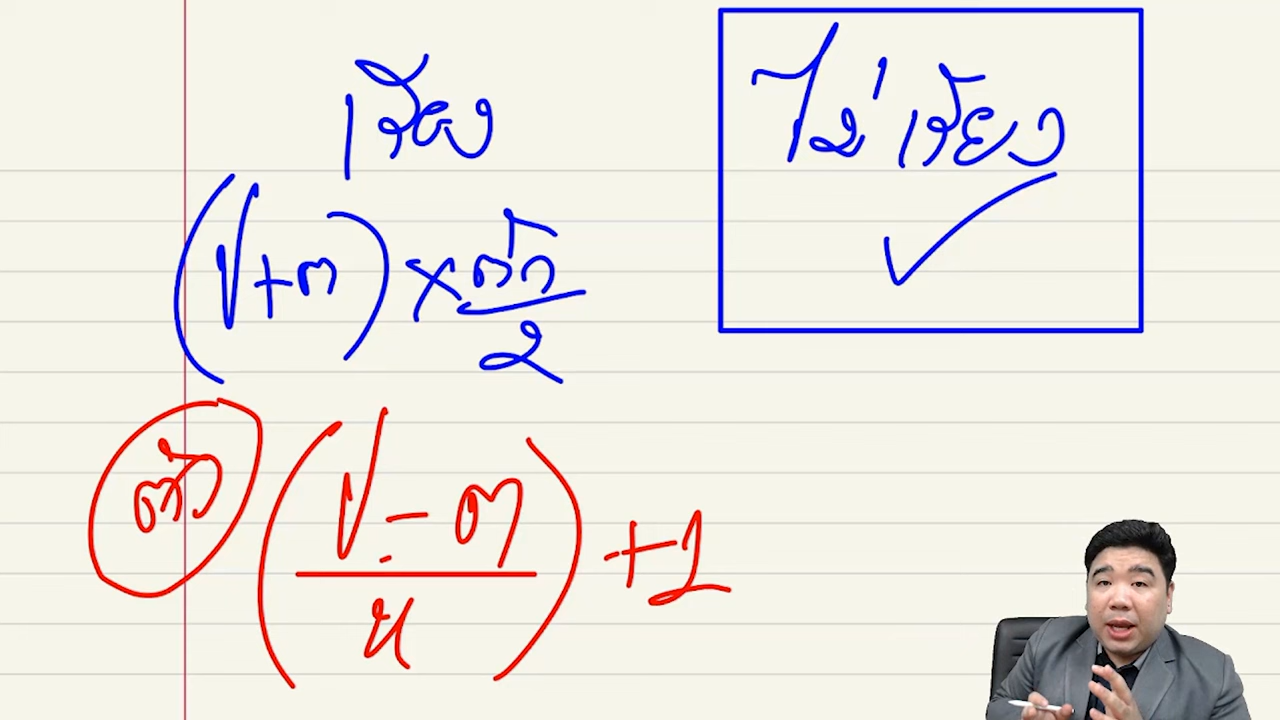 เรียง
(ป+ต) × ตัว/2
ตัว (ป - ต / ห) + 1
ไม่เรียง